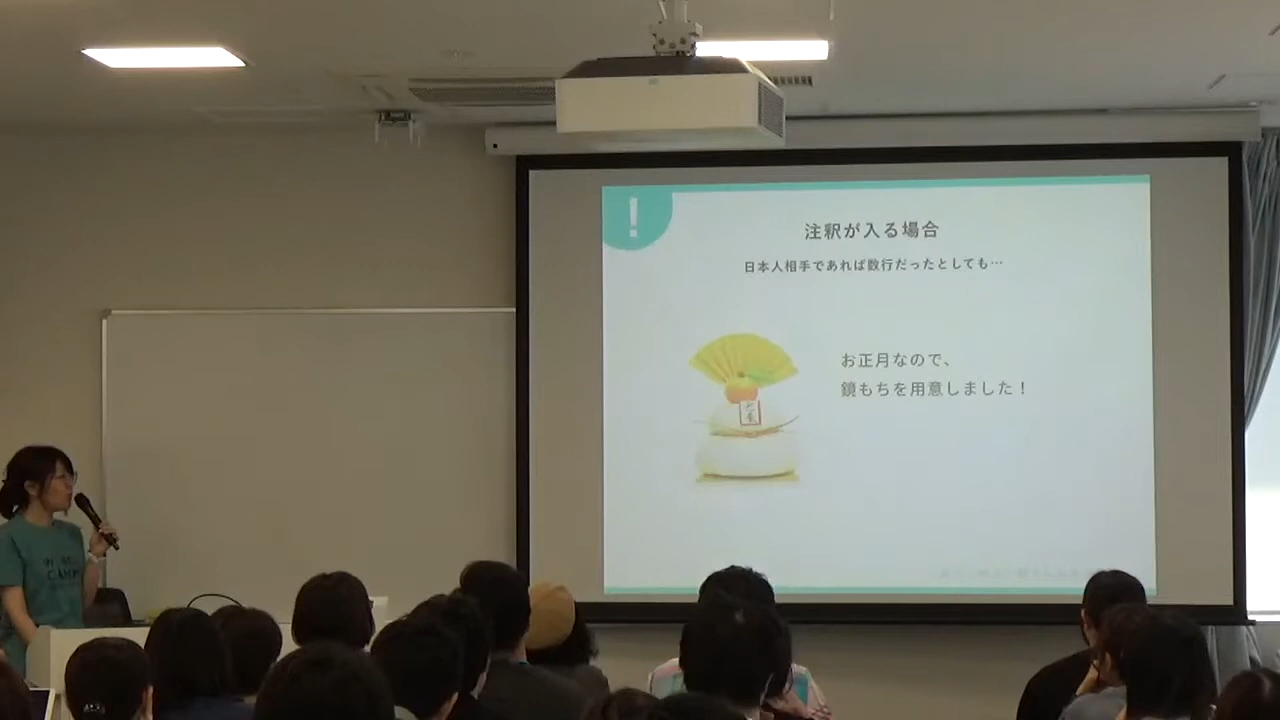 !
注釈が入る場合
日本人相手であれば数行だったとしても…
お正月なので、
鏡もちを用意しました！
CAMP